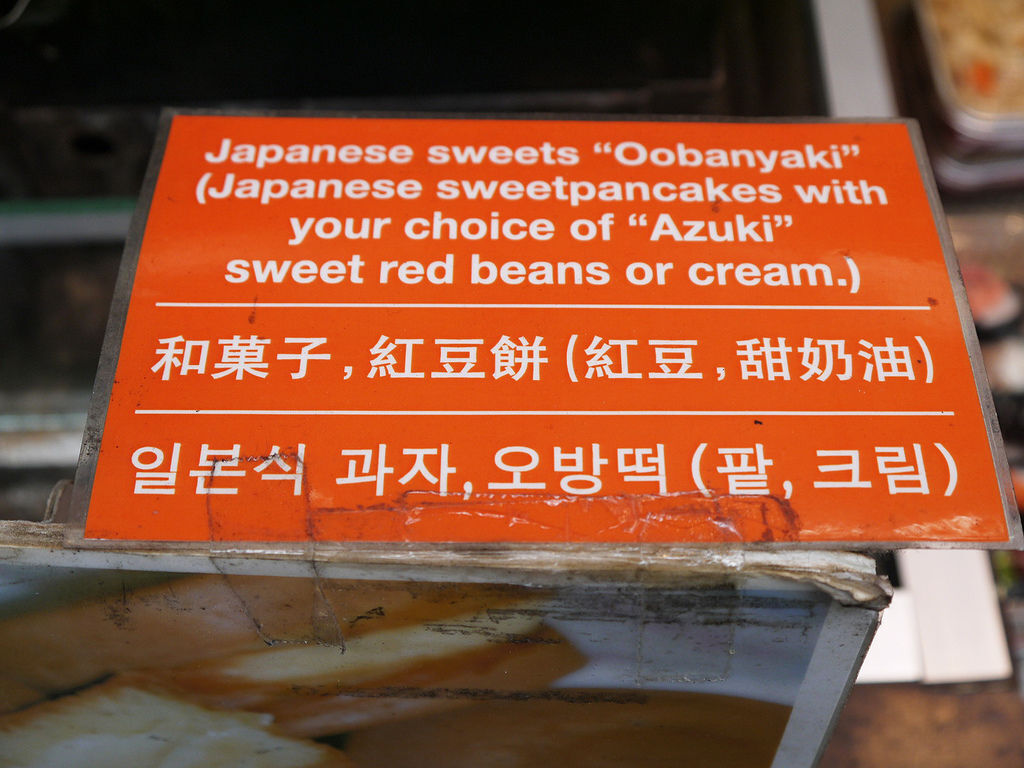 Japanese sweets “Oobanyaki”
(Japanese sweetpancakes with
your choice of “Azuki”
sweet red beans or cream.)
和菓子,紅豆餅(紅豆,甜奶油)
일본식 과자,오방떡(팥,크림)